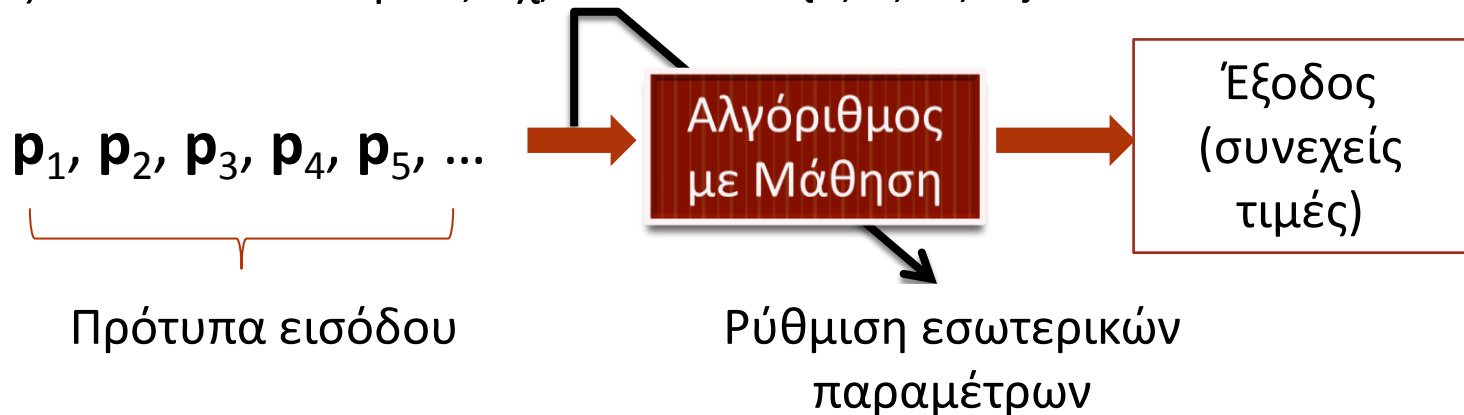 p1, p2, p3, p4, p5, ...
Αλγόριθμος
με Μάθηση
Έξοδος
(συνεχείς
τιμές)
Πρότυπα εισόδου
Ρύθμιση εσωτερικών
παραμέτρων